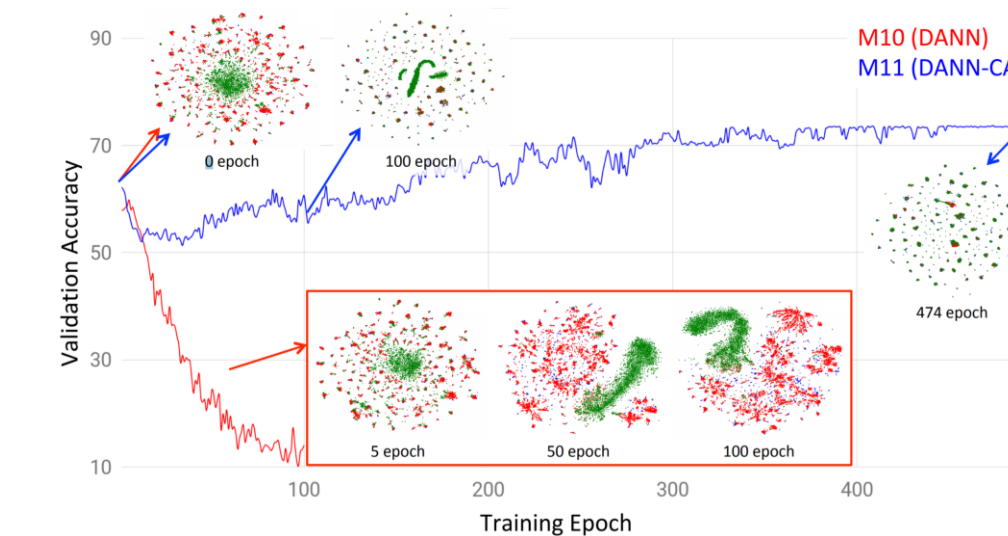 90
70
50
30
10
Validation Accuracy
M10 (DANN)
M11 (DANN-CA
0 epoch
100 epoch
474 epoch
5 epoch
50 epoch
100 epoch
100
200
300
400
Training Epoch